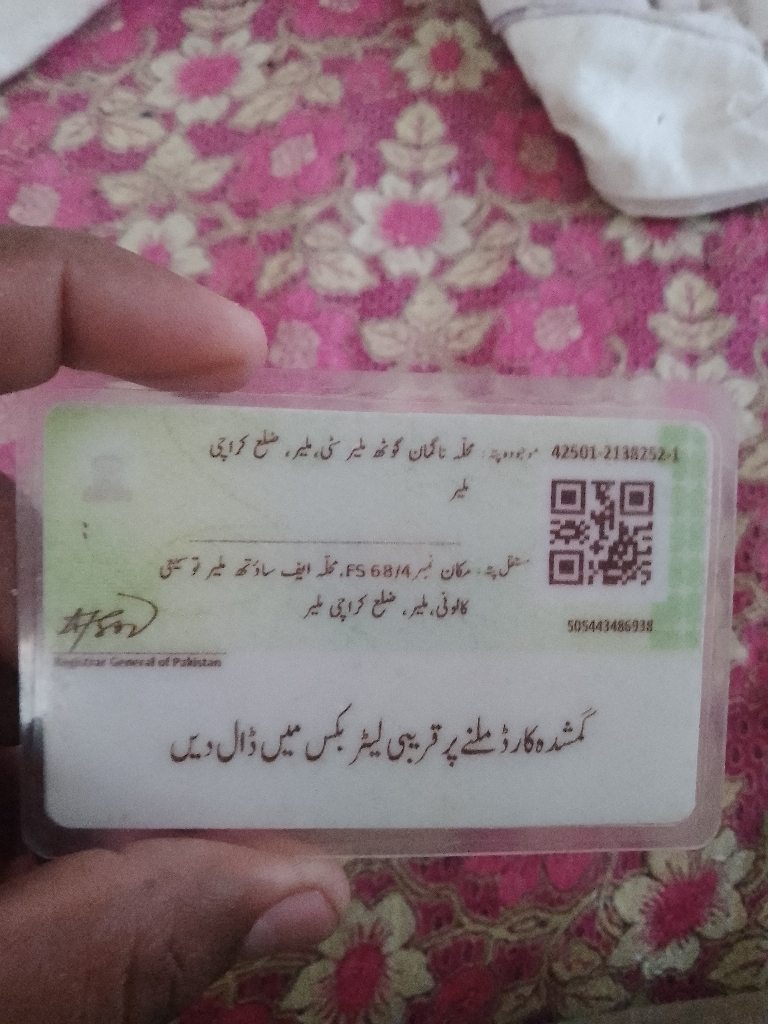 موجودہ پتہ: محلہ ناگمان گوٹھ ملیر سٹی، ملیر، ضلع کراچی
42501-2138252-1
ملیر
مستقل پتہ: مکان نمبر FS 68/4، محلہ ایف ساؤتھ ملیر توسیعی
کالونی، ملیر، ضلع کراچی ملیر
505443486938
Registrar General of Pakistan
گمشدہ کارڈ ملنے پر قریبی لیٹر بکس میں ڈال دیں